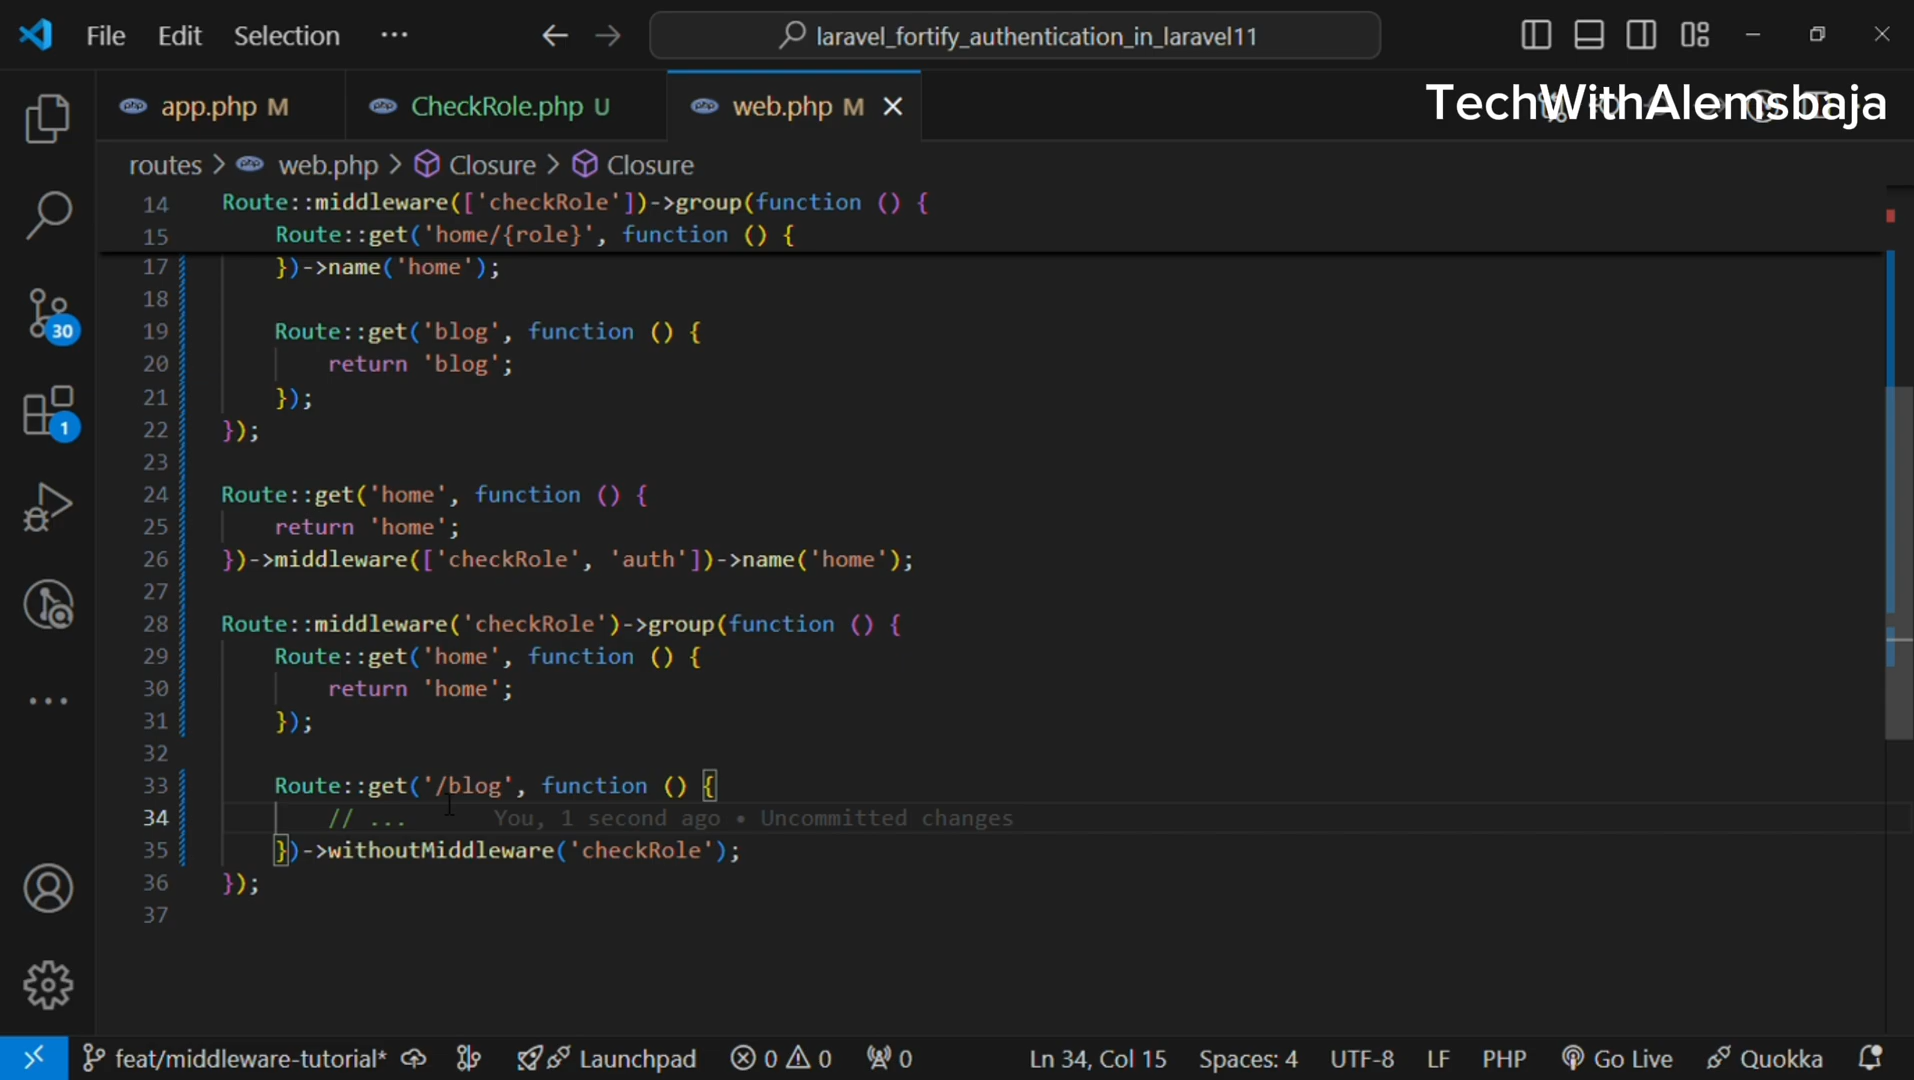 File Edit Selection ··· laravel_fortify_authentication_in_laravel11
app.php M CheckRole.php U web.php M
TechWithAlemsbaja
routes > web.php > Closure > Closure
14 Route::middleware(['checkRole'])->group(function () {
15 Route::get('home/{role}', function () {
17 })->name('home');
18
19 Route::get('blog', function () {
20 return 'blog';
21 });
22 });
23
24 Route::get('home', function () {
25 return 'home';
26 })->middleware(['checkRole', 'auth'])->name('home');
27
28 Route::middleware('checkRole')->group(function () {
29 Route::get('home', function () {
30 return 'home';
31 });
32
33 Route::get('/blog', function () {
34 // ... You, 1 second ago • Uncommitted changes
35 })->withoutMiddleware('checkRole');
36 });
37
30
1
feat/middleware-tutorial* Launchpad 0 0 0 Ln 34, Col 15 Spaces: 4 UTF-8 LF PHP Go Live Quokka